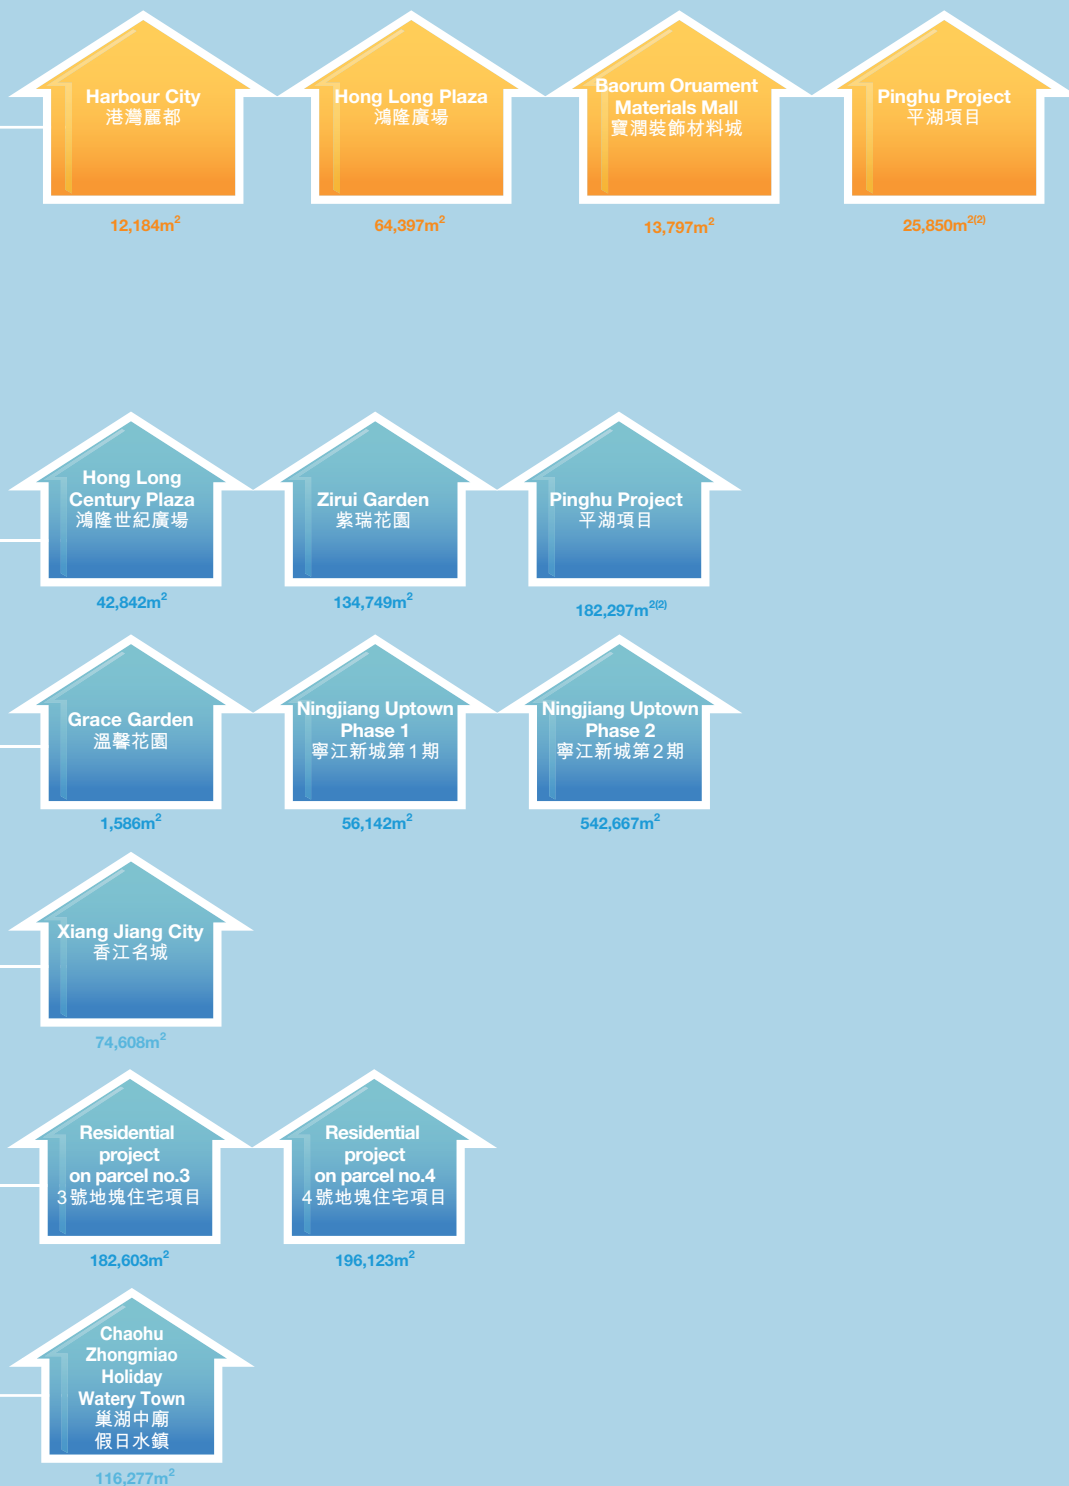 Harbour City
港灣麗都
12,184m²
Hong Long Plaza
鴻隆廣場
64,397m²
Baorum Oruament
Materials Mall
寶潤裝飾材料城
13,797m²
Pinghu Project
平湖項目
25,850m²⁽²⁾
Hong Long
Century Plaza
鴻隆世紀廣場
42,842m²
Zirui Garden
紫瑞花園
134,749m²
Pinghu Project
平湖項目
182,297m²⁽²⁾
Grace Garden
溫馨花園
1,586m²
Ningjiang Uptown
Phase 1
寧江新城第1期
56,142m²
Ningjiang Uptown
Phase 2
寧江新城第2期
542,667m²
Xiang Jiang City
香江名城
74,608m²
Residential
project
on parcel no.3
3號地塊住宅項目
182,603m²
Residential
project
on parcel no.4
4號地塊住宅項目
196,123m²
Chaohu
Zhongmiao
Holiday
Watery Town
巢湖中廟
假日水鎮
116,277m²